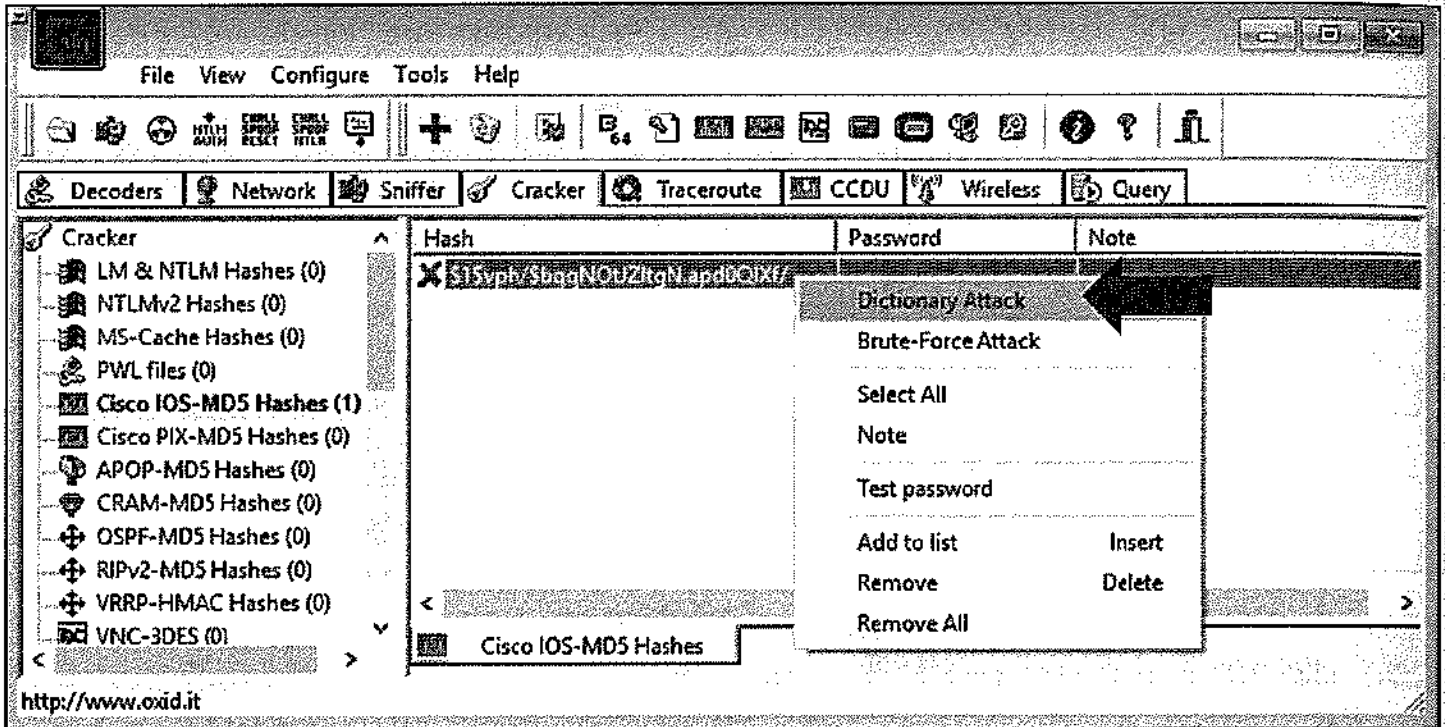 File View Configure Tools Help
Decoders Network Sniffer Cracker Traceroute CCDU Wireless Query
Cracker
LM & NTLM Hashes (0)
NTLMv2 Hashes (0)
MS-Cache Hashes (0)
PWL files (0)
Cisco IOS-MD5 Hashes (1)
Cisco PIX-MD5 Hashes (0)
APOP-MD5 Hashes (0)
CRAM-MD5 Hashes (0)
OSPF-MD5 Hashes (0)
RIPv2-MD5 Hashes (0)
VRRP-HMAC Hashes (0)
VNC-3DES (0)
Hash Password Note
Dictionary Attack
Brute-Force Attack
Select All
Note
Test password
Add to list Insert
Remove Delete
Remove All
Cisco IOS-MD5 Hashes
http://www.oxid.it